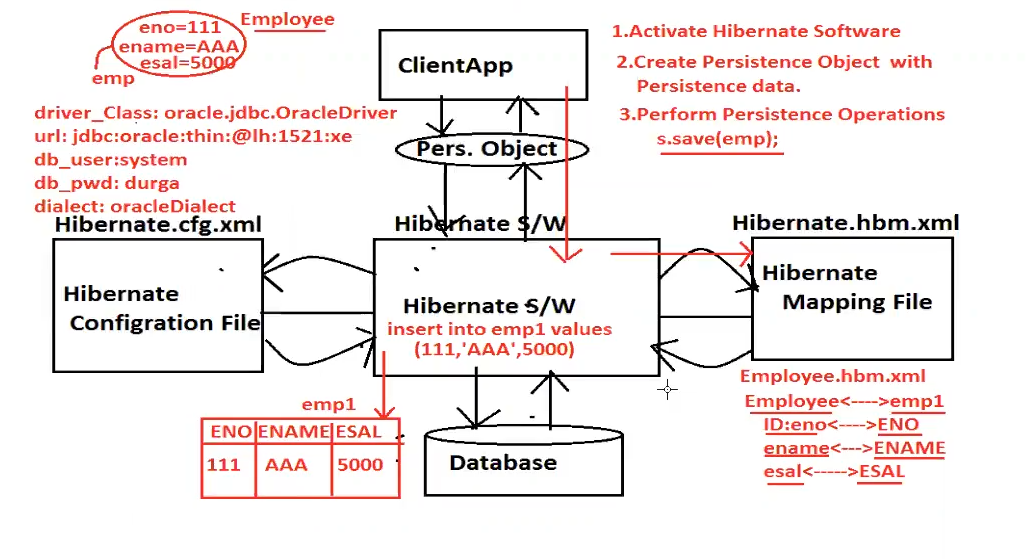 eno=111
Employee
ename=AAA
esal=5000
emp
ClientApp
1.Activate Hibernate Software
2.Create Persistence Object with
Persistence data.
3.Perform Persistence Operations
s.save(emp);
driver_Class: oracle.jdbc.OracleDriver
url: jdbc:oracle:thin:@lh:1521:xe
db_user:system
db_pwd: durga
dialect: oracleDialect
Pers. Object
Hibernate.cfg.xml
Hibernate S/W
Hibernate.hbm.xml
Hibernate
Configration File
Hibernate S/W
insert into emp1 values
(111,'AAA',5000)
Hibernate
Mapping File
Employee.hbm.xml
Employee<---->emp1
ID:eno<---->ENO
ename<--->ENAME
esal<----->ESAL
emp1
ENO ENAME ESAL
111 AAA 5000
Database